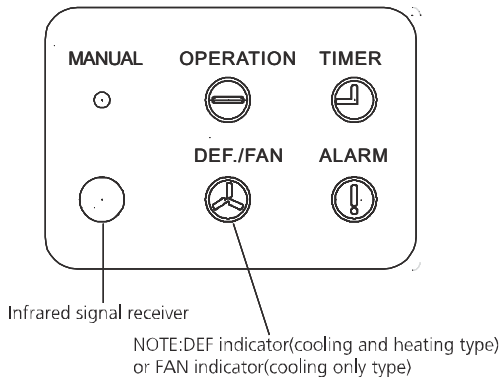 MANUAL OPERATION TIMER
DEF./FAN ALARM
Infrared signal receiver
NOTE:DEF indicator(cooling and heating type)
or FAN indicator(cooling only type)